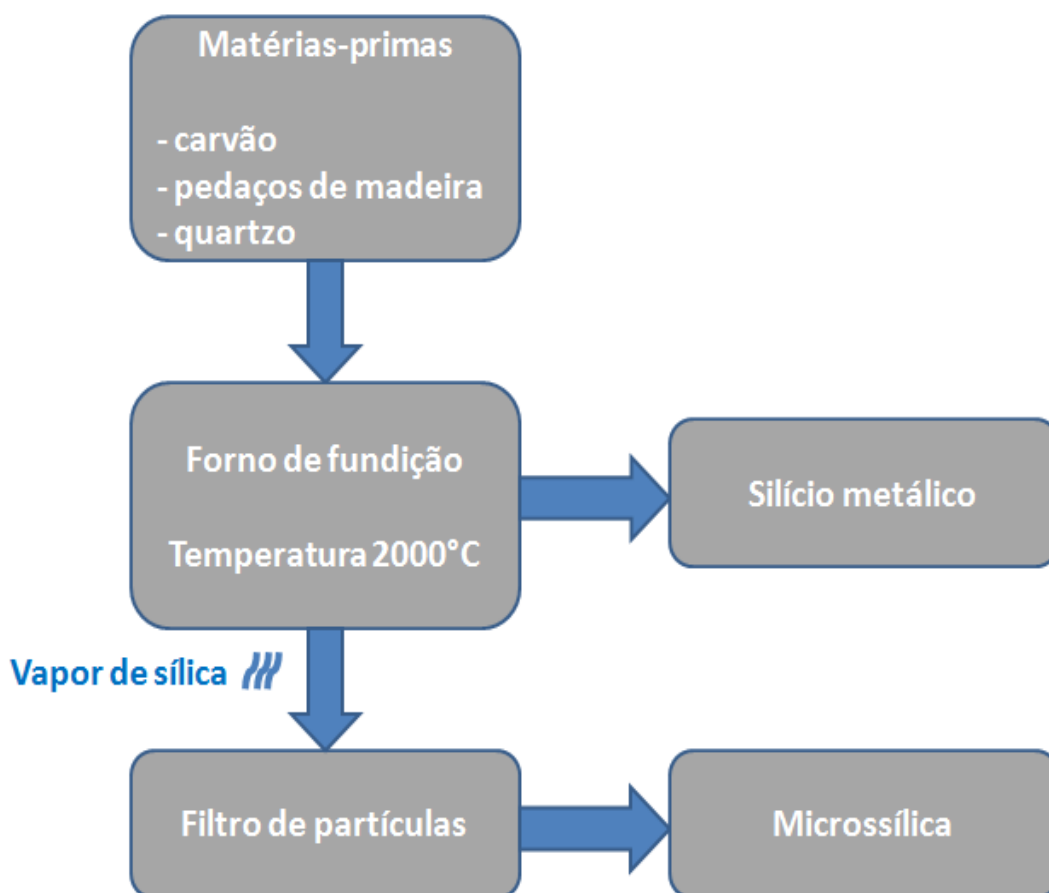 Matérias-primas
- carvão
- pedaços de madeira
- quartzo
Forno de fundição
Temperatura 2000°C
Silício metálico
Vapor de sílica
Filtro de partículas
Microssílica